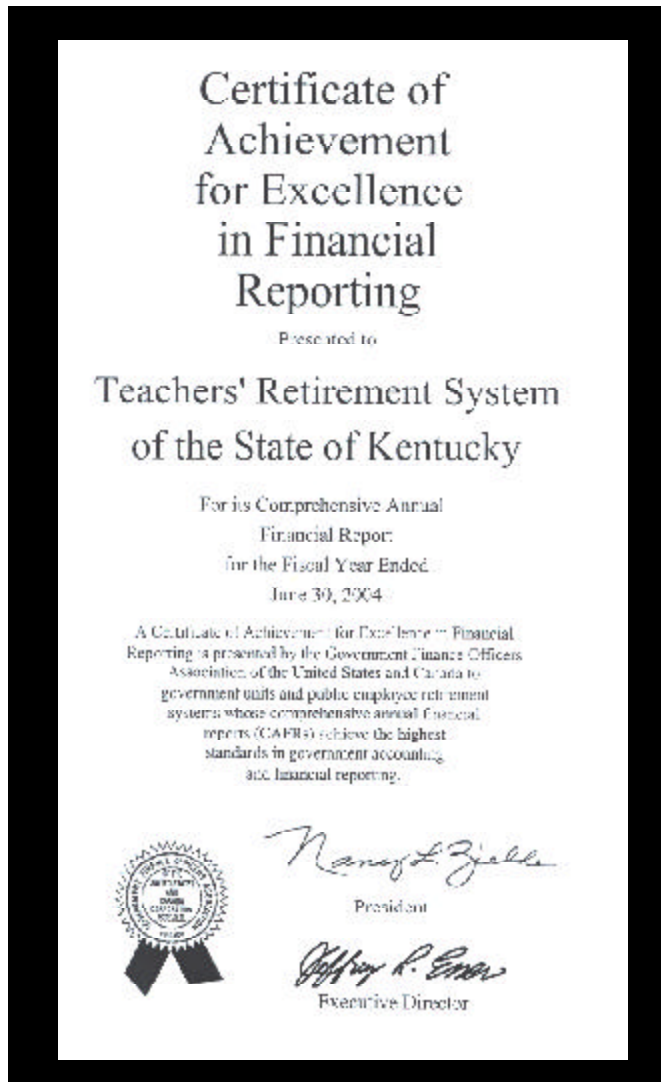 Certificate of
Achievement
for Excellence
in Financial
Reporting
Presented to
Teachers' Retirement System
of the State of Kentucky
For its Comprehensive Annual
Financial Report
for the Fiscal Year Ended
June 30, 2004
A Certificate of Achievement for Excellence in Financial
Reporting is presented by the Government Finance Officers
Association of the United States and Canada to
government units and public employee retirement
systems whose comprehensive annual financial
reports (CAFRs) achieve the highest
standards in government accounting
and financial reporting.
Nancy L. Zielke
President
Jeffrey R. Enen
Executive Director